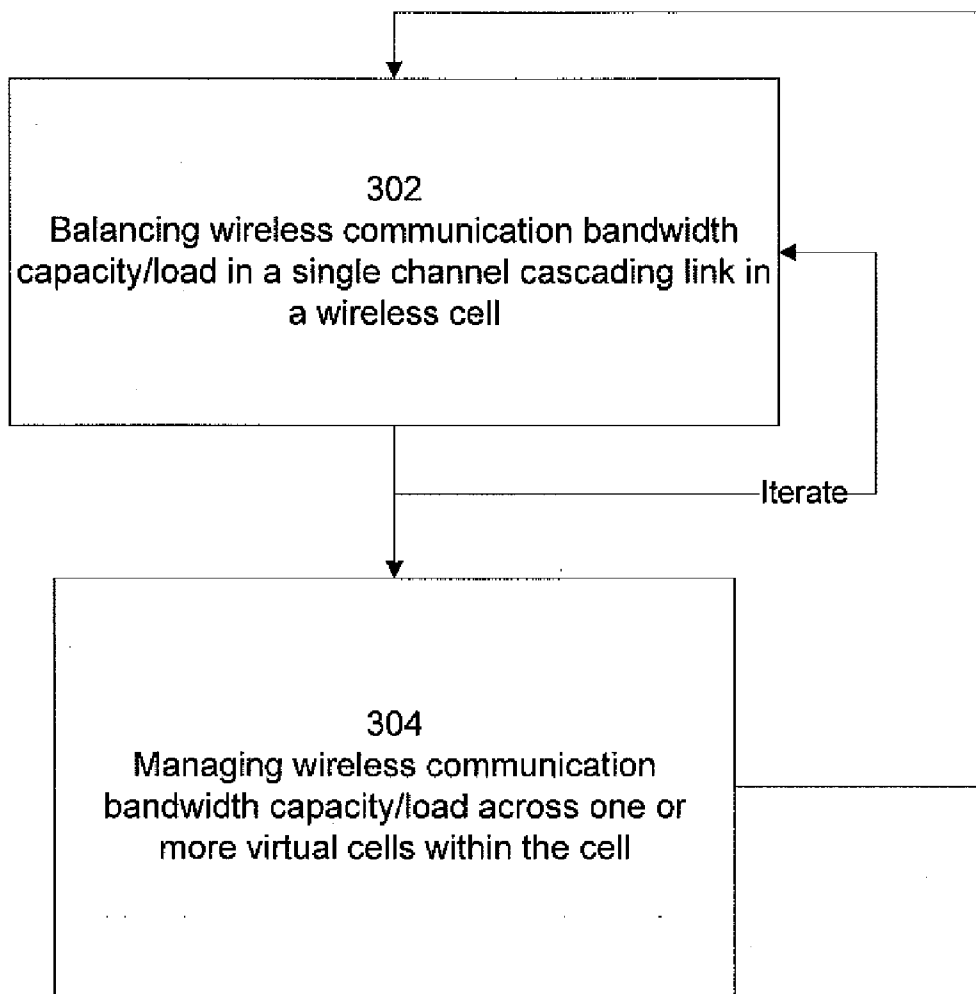 302
Balancing wireless communication bandwidth
capacity/load in a single channel cascading link in
a wireless cell
Iterate
304
Managing wireless communication
bandwidth capacity/load across one or
more virtual cells within the cell